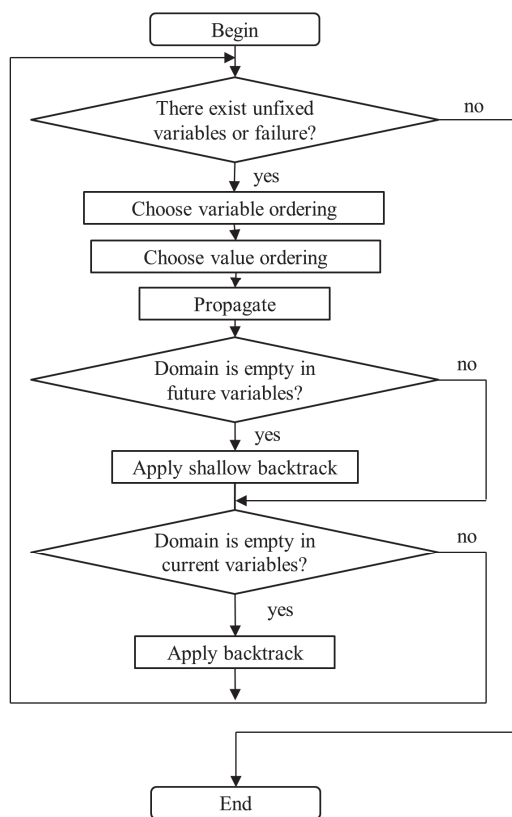 Begin
There exist unfixed
variables or failure?
no
yes
Choose variable ordering
Choose value ordering
Propagate
Domain is empty in
future variables?
no
yes
Apply shallow backtrack
Domain is empty in
current variables?
no
yes
Apply backtrack
End